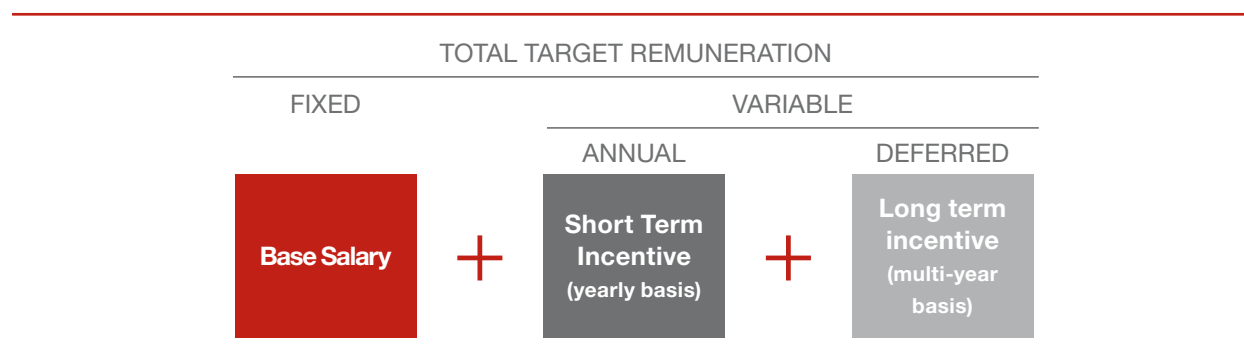 TOTAL TARGET REMUNERATION
FIXED
VARIABLE
ANNUAL
DEFERRED
Base Salary
+
Short Term
Incentive
(yearly basis)
+
Long term
incentive
(multi-year
basis)